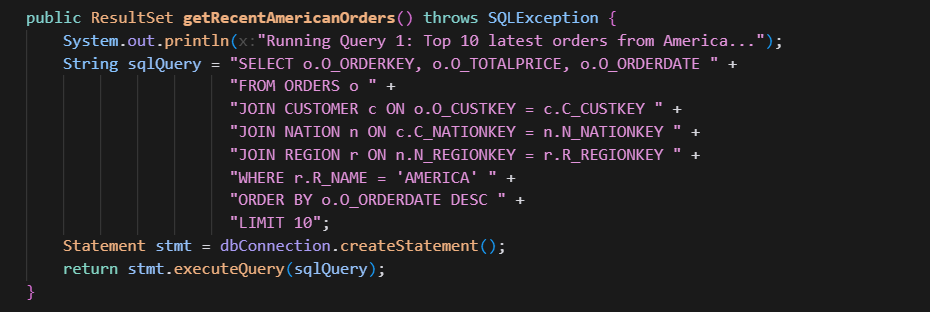 public ResultSet getRecentAmericanOrders() throws SQLException {
    System.out.println(x:"Running Query 1: Top 10 latest orders from America...");
    String sqlQuery = "SELECT o.O_ORDERKEY, o.O_TOTALPRICE, o.O_ORDERDATE " +
                      "FROM ORDERS o " +
                      "JOIN CUSTOMER c ON o.O_CUSTKEY = c.C_CUSTKEY " +
                      "JOIN NATION n ON c.C_NATIONKEY = n.N_NATIONKEY " +
                      "JOIN REGION r ON n.N_REGIONKEY = r.R_REGIONKEY " +
                      "WHERE r.R_NAME = 'AMERICA' " +
                      "ORDER BY o.O_ORDERDATE DESC " +
                      "LIMIT 10";
    Statement stmt = dbConnection.createStatement();
    return stmt.executeQuery(sqlQuery);
}